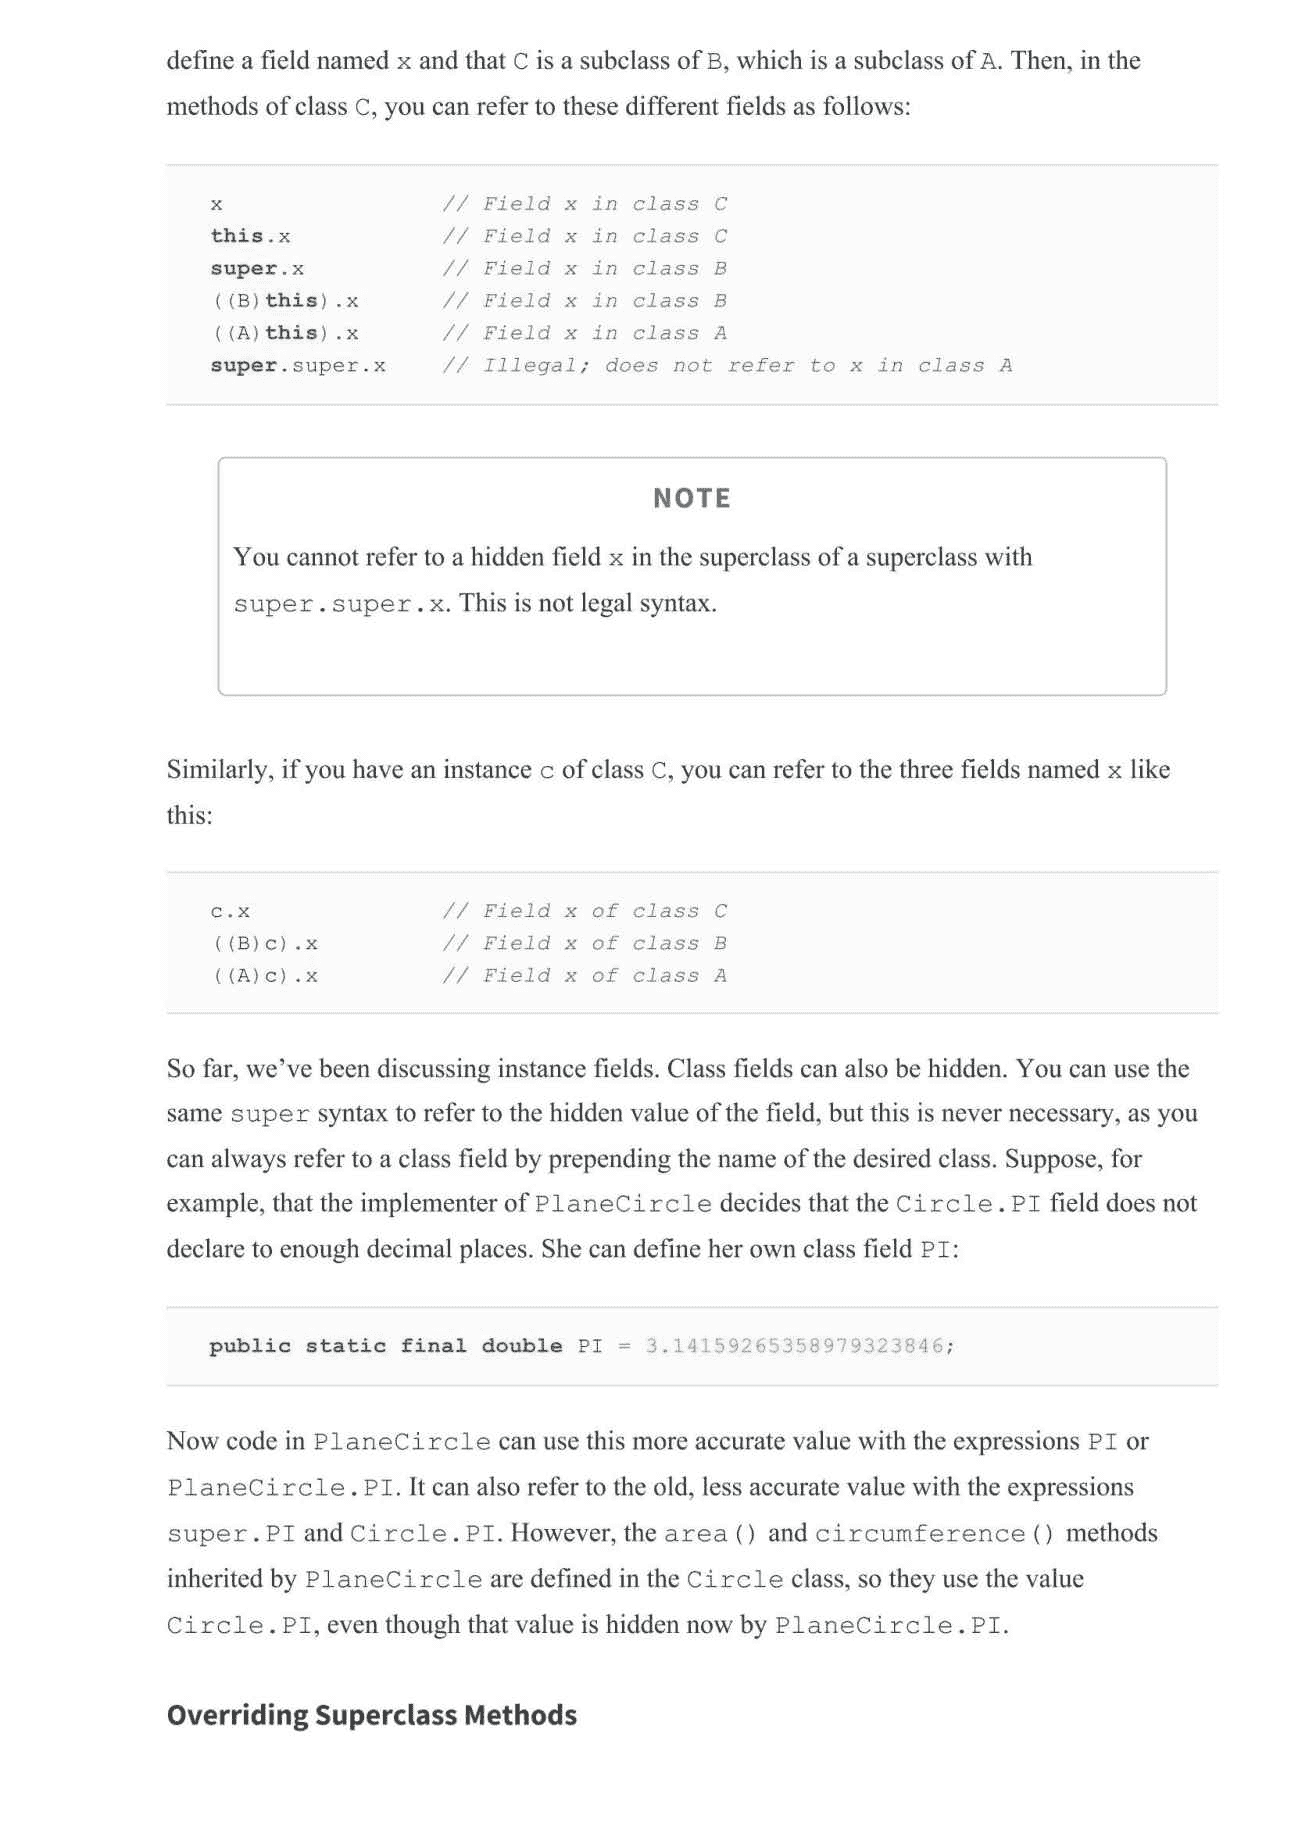 define a field named x and that C is a subclass of B, which is a subclass of A. Then, in the
methods of class C, you can refer to these different fields as follows:
x // Field x in class C
this.x // Field x in class C
super.x // Field x in class B
((B)this).x // Field x in class B
((A)this).x // Field x in class A
super.super.x // Illegal; does not refer to x in class A
NOTE
You cannot refer to a hidden field x in the superclass of a superclass with
super.super.x. This is not legal syntax.
Similarly, if you have an instance c of class C, you can refer to the three fields named x like
this:
c.x // Field x of class C
((B)c).x // Field x of class B
((A)c).x // Field x of class A
So far, we’ve been discussing instance fields. Class fields can also be hidden. You can use the
same super syntax to refer to the hidden value of the field, but this is never necessary, as you
can always refer to a class field by prepending the name of the desired class. Suppose, for
example, that the implementer of PlaneCircle decides that the Circle.PI field does not
declare to enough decimal places. She can define her own class field PI:
public static final double PI = 3.14159265358979323846;
Now code in PlaneCircle can use this more accurate value with the expressions PI or
PlaneCircle.PI. It can also refer to the old, less accurate value with the expressions
super.PI and Circle.PI. However, the area() and circumference() methods
inherited by PlaneCircle are defined in the Circle class, so they use the value
Circle.PI, even though that value is hidden now by PlaneCircle.PI.
Overriding Superclass Methods